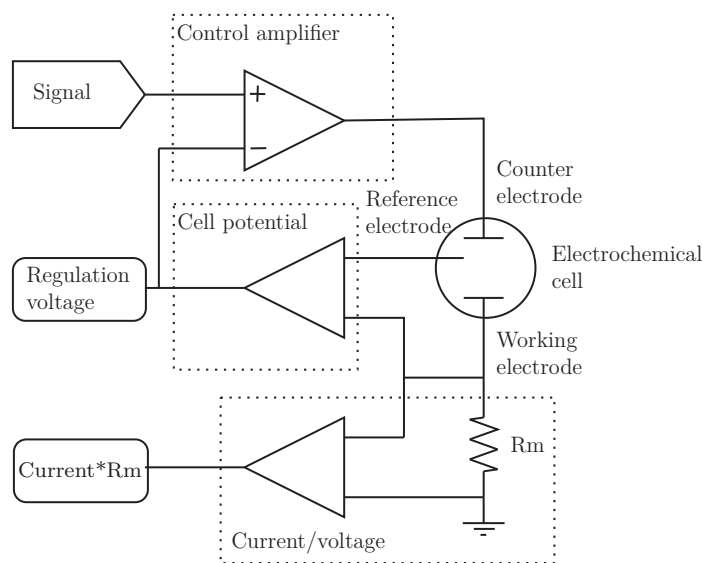 Control amplifier
Signal
+
−
Counter
electrode
Reference
electrode
Cell potential
Electrochemical
cell
Regulation
voltage
Working
electrode
Rm
Current*Rm
Current/voltage